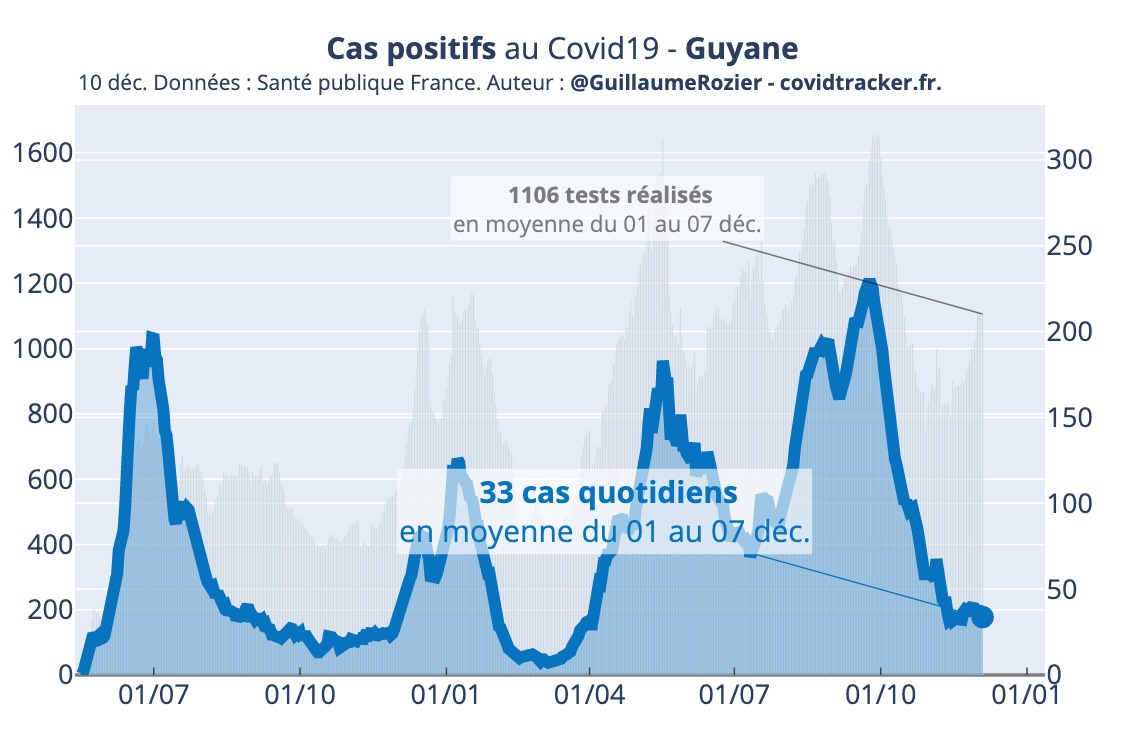 Cas positifs au Covid19 - Guyane
10 déc. Données : Santé publique France. Auteur : @GuillaumeRozier - covidtracker.fr.
1600
1400
1200
1000
800
600
400
200
0
300
250
200
150
100
50
0
1106 tests réalisés
en moyenne du 01 au 07 déc.
33 cas quotidiens
en moyenne du 01 au 07 déc.
01/07 01/10 01/01 01/04 01/07 01/10 01/01